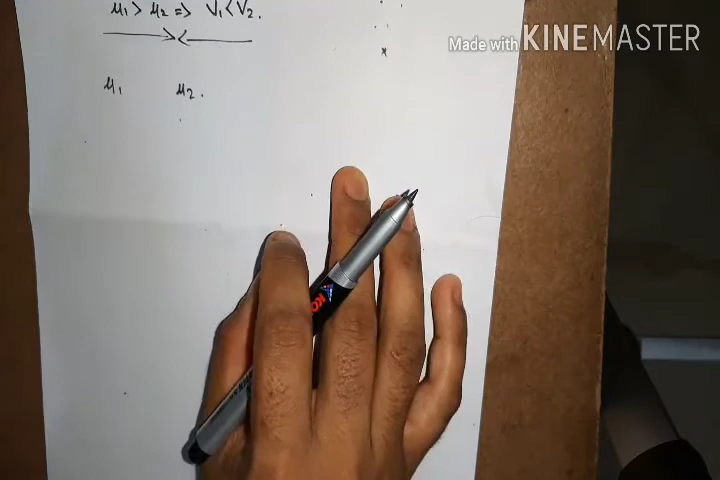 μ₁ > μ₂ => V₁ < V₂.
μ₁ μ₂.
Made with KINEMASTER